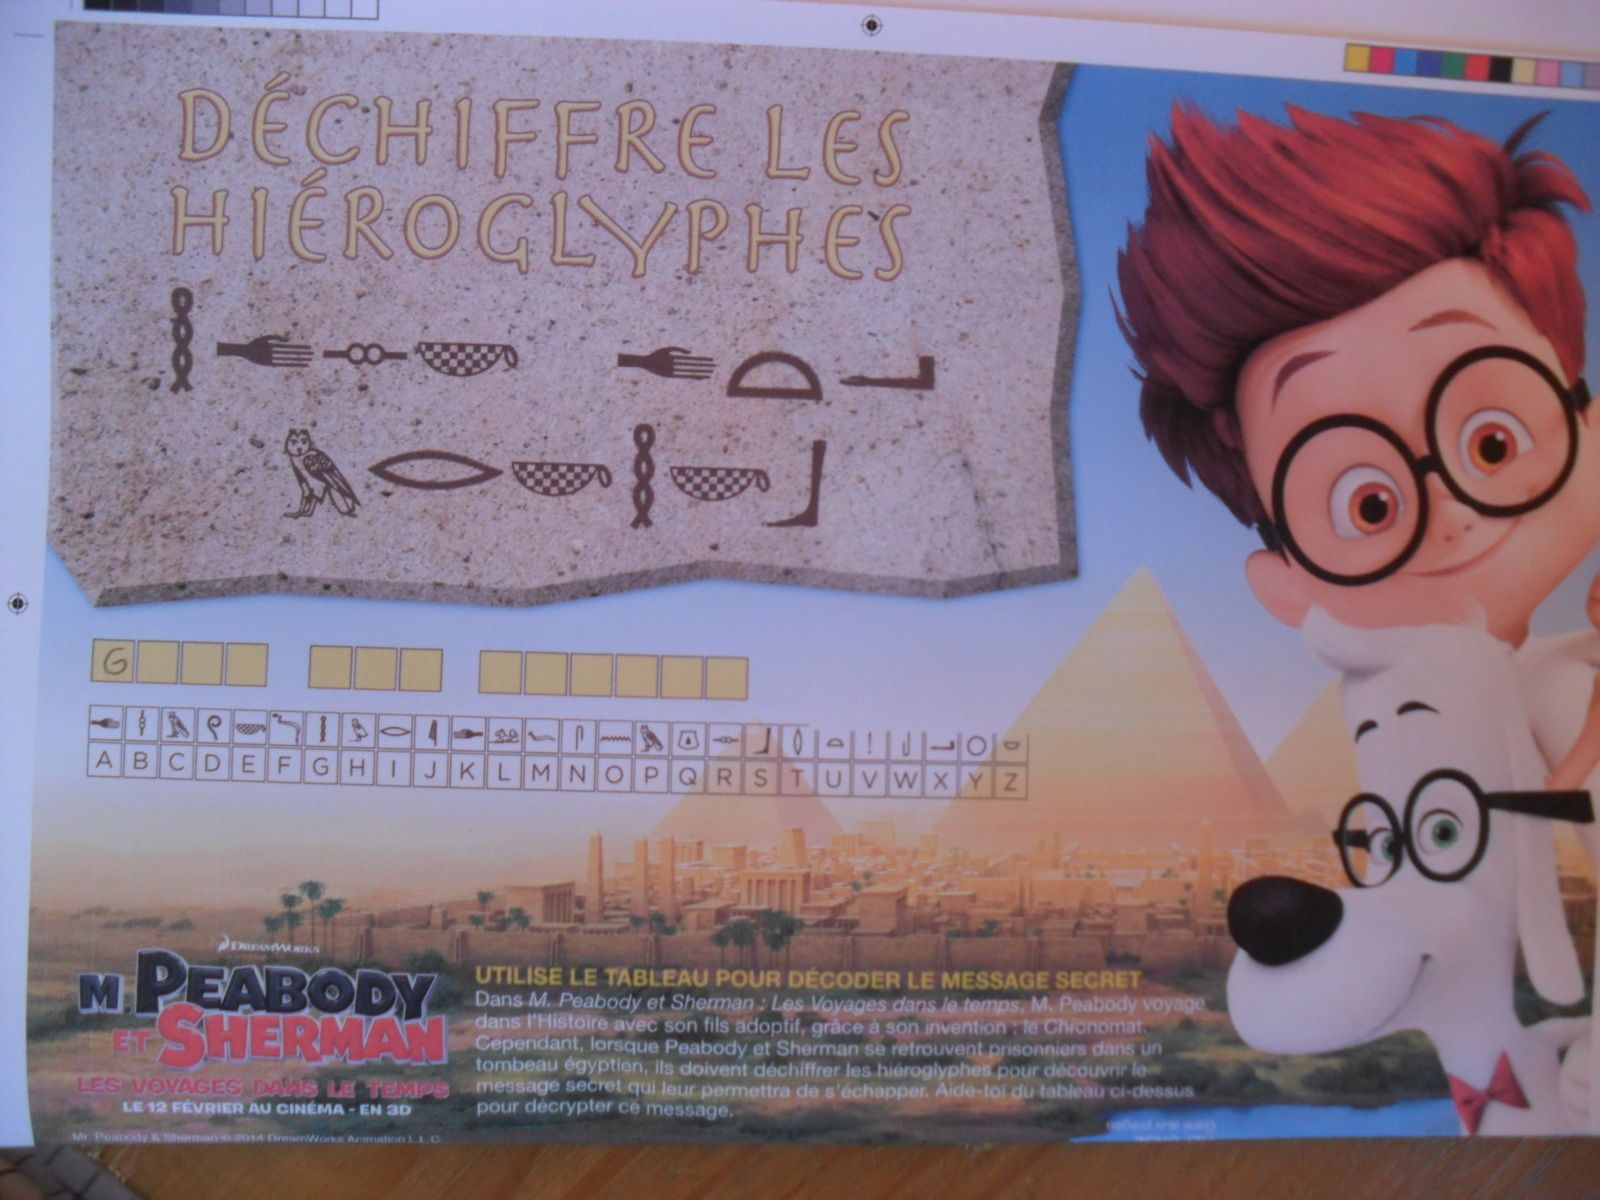 DÉCHIFFRE LES
HIÉROGLYPHES
G
A B C D E F G H I J K L M N O P Q R S T U V W X Y Z
DREAMWORKS
M. PEABODY
ET SHERMAN
LES VOYAGES DANS LE TEMPS
LE 12 FÉVRIER AU CINÉMA - EN 3D
Mr. Peabody & Sherman © 2014 DreamWorks Animation L.L.C.
UTILISE LE TABLEAU POUR DÉCODER LE MESSAGE SECRET
Dans M. Peabody et Sherman : Les Voyages dans le temps, M. Peabody voyage
dans l'Histoire avec son fils adoptif, grâce à son invention : le Chronomat.
Cependant, lorsque Peabody et Sherman se retrouvent prisonniers dans un
tombeau égyptien, ils doivent déchiffrer les hiéroglyphes pour découvrir le
message secret qui leur permettra de s'échapper. Aide-toi du tableau ci-dessus
pour décrypter ce message.